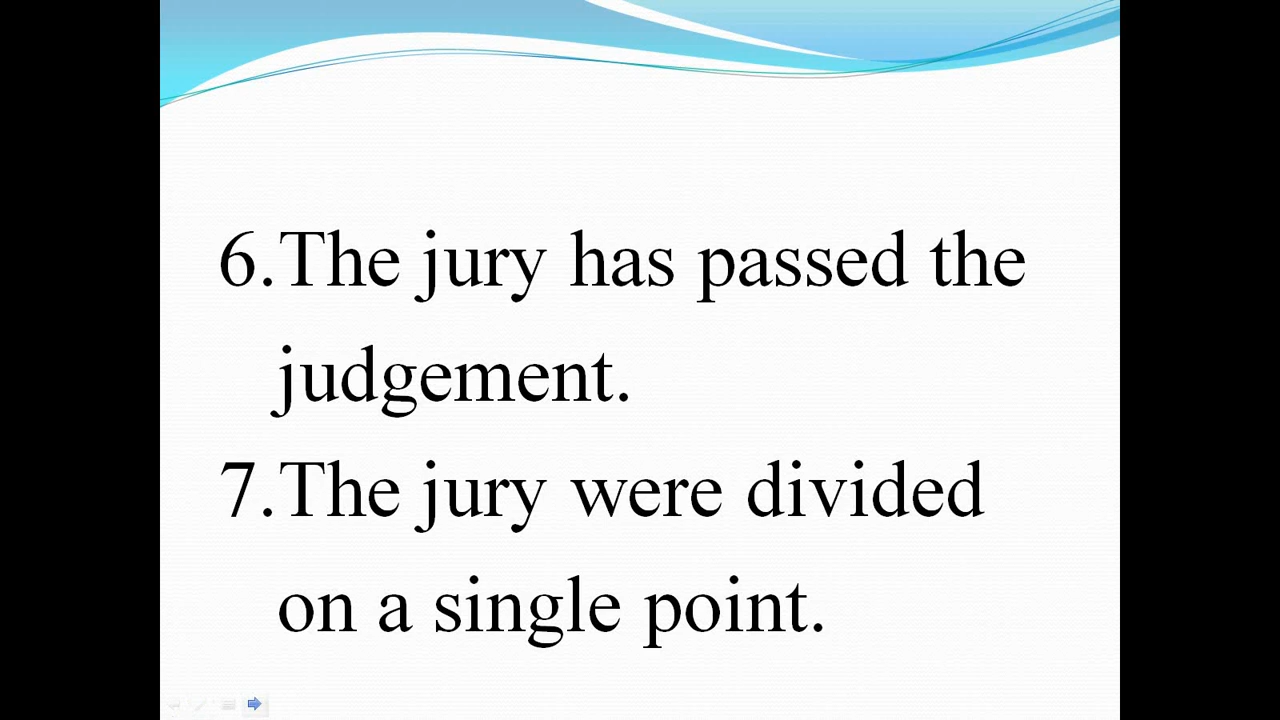 6.The jury has passed the
judgement.
7.The jury were divided
on a single point.